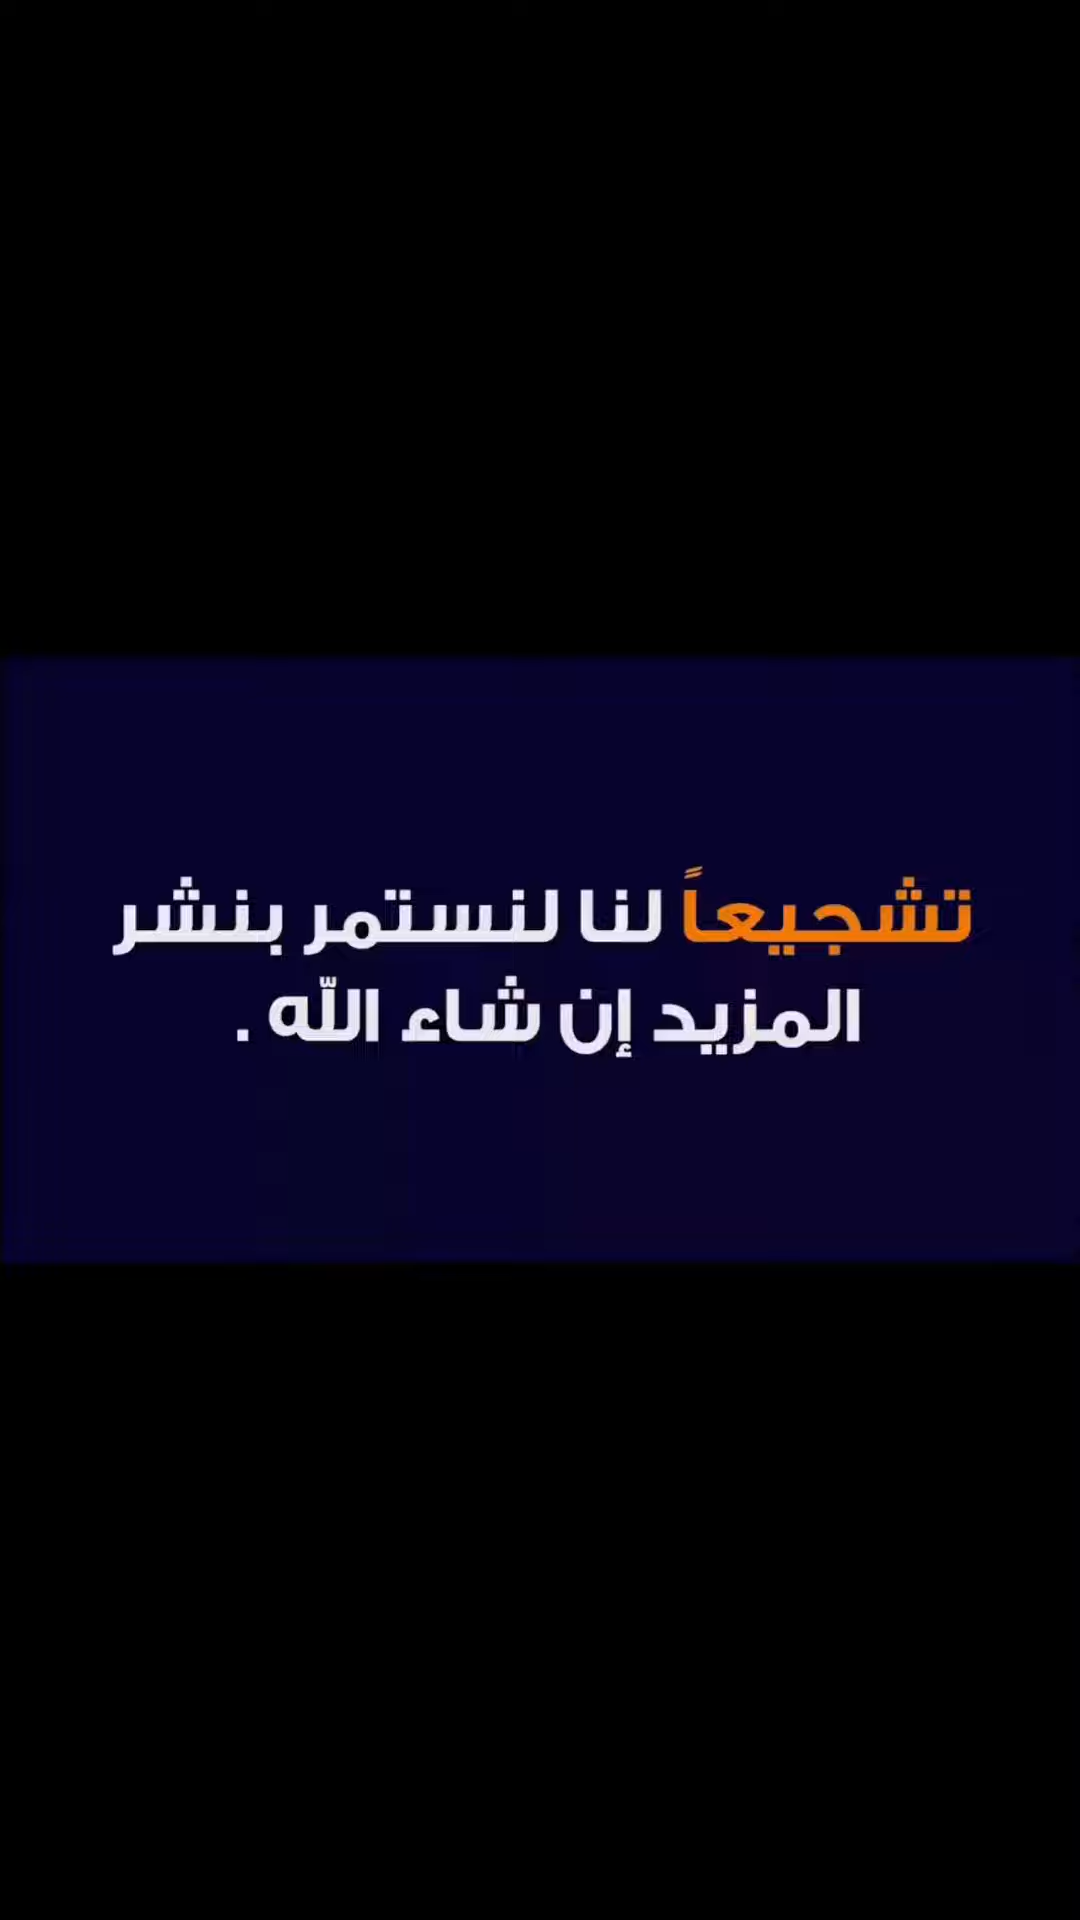 تشجيعاً لنا لنستمر بنشر
المزيد إن شاء اللّه .